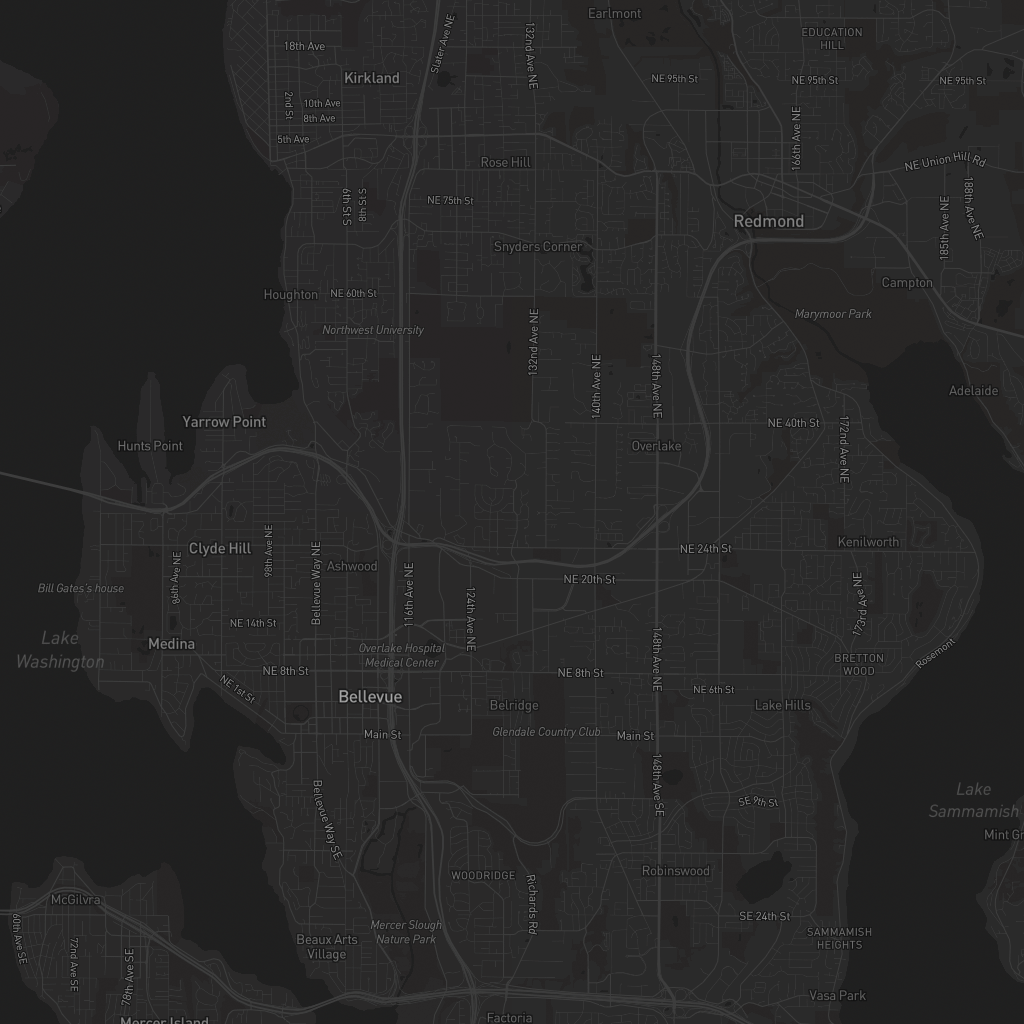 Earlmont
Slater Ave NE
132nd Ave NE
EDUCATION
HILL
18th Ave
Kirkland
NE 95th St
NE 95th St
NE 95th St
2nd St
10th Ave
8th Ave
5th Ave
166th Ave NE
Rose Hill
NE Union Hill Rd
6th St S
8th St S
NE 75th St
185th Ave NE
188th Ave NE
Redmond
Snyders Corner
Houghton
NE 60th St
Campton
Northwest University
132nd Ave NE
Marymoor Park
140th Ave NE
148th Ave NE
Adelaide
Yarrow Point
NE 40th St
172nd Ave NE
Hunts Point
Overlake
Clyde Hill
98th Ave NE
NE 24th St
Kenilworth
86th Ave NE
Bellevue Way NE
Ashwood
116th Ave NE
NE 20th St
Bill Gates's house
124th Ave NE
173rd Ave NE
NE 14th St
Lake
Washington
Medina
Overlake Hospital
Medical Center
148th Ave NE
BRETTON
WOOD
Rosemont
NE 8th St
NE 8th St
NE 1st St
NE 6th St
Bellevue
Belridge
Lake Hills
Main St
Glendale Country Club
Main St
148th Ave SE
Bellevue Way SE
SE 9th St
Lake
Sammamish
Mint Gr
WOODRIDGE
Robinswood
McGilvra
Richards Rd
60th Ave SE
72nd Ave SE
78th Ave SE
Beaux Arts
Village
Mercer Slough
Nature Park
SE 24th St
SAMMAMISH
HEIGHTS
Vasa Park
Mercer Island
Factoria